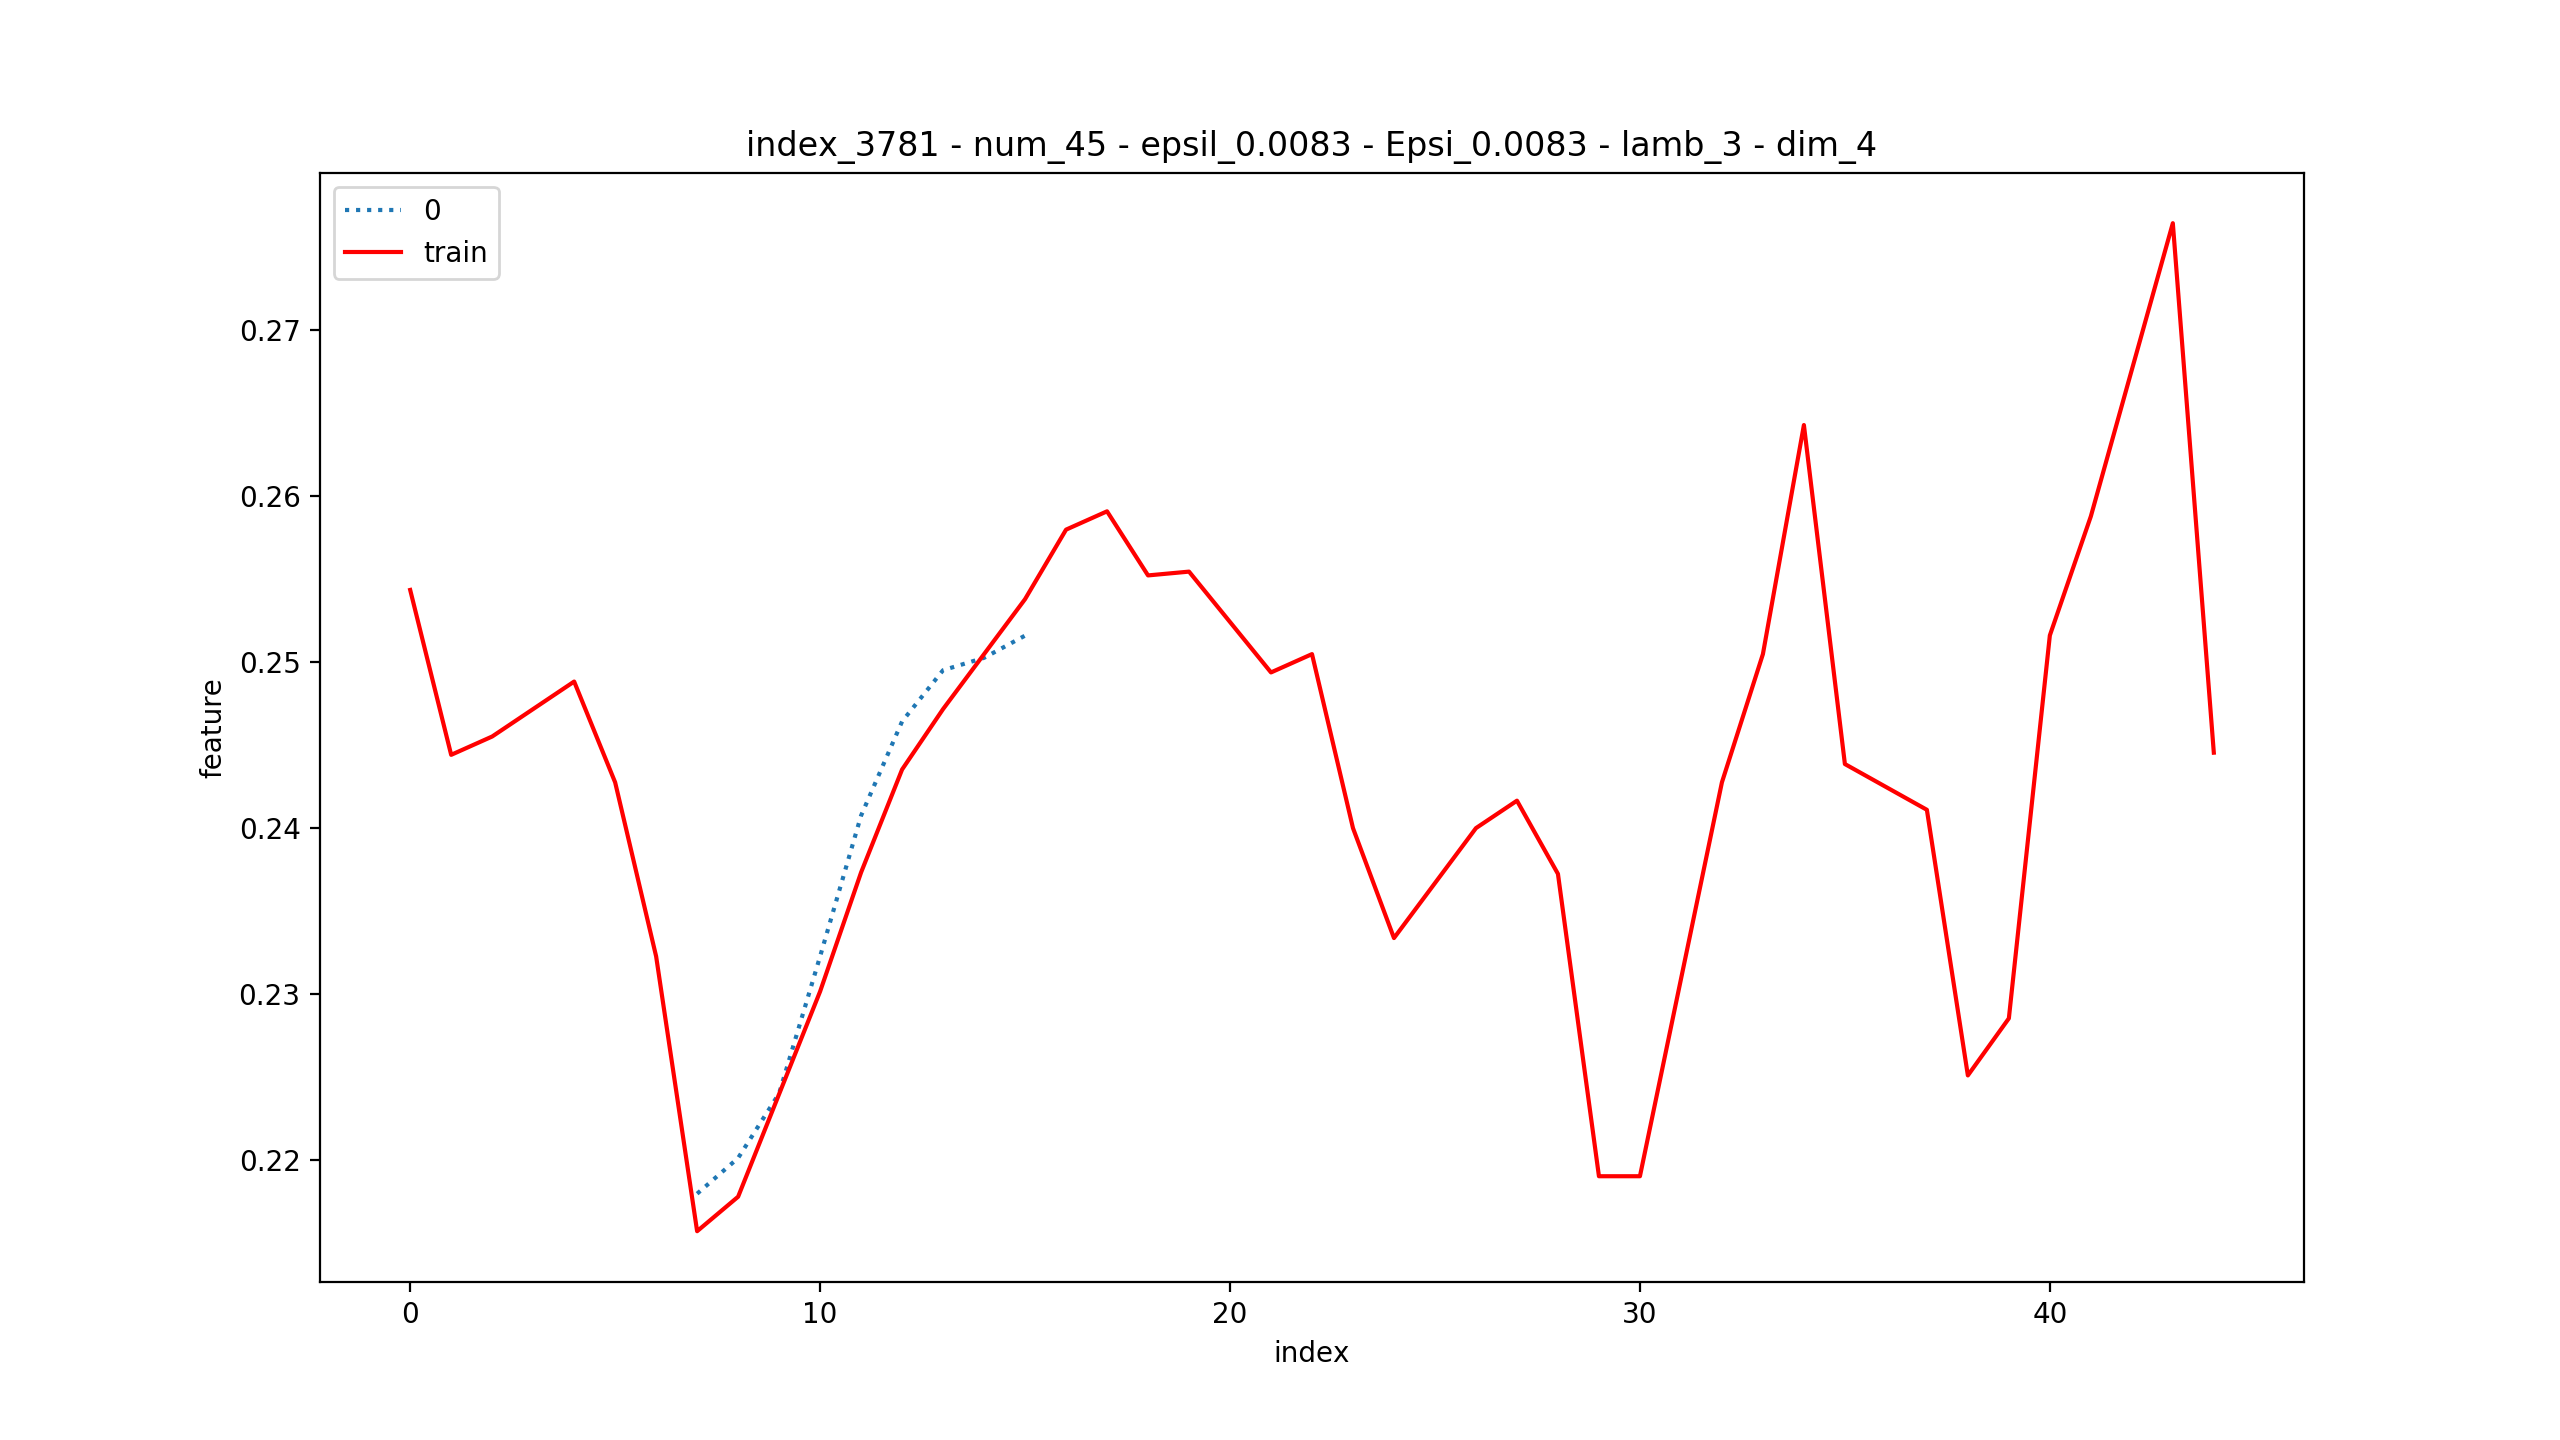 index_3781 - num_45 - epsil_0.0083 - Epsi_0.0083 - lamb_3 - dim_4
0
train
0.27
0.26
0.25
0.24
0.23
0.22
feature
0 10 20 30 40
index